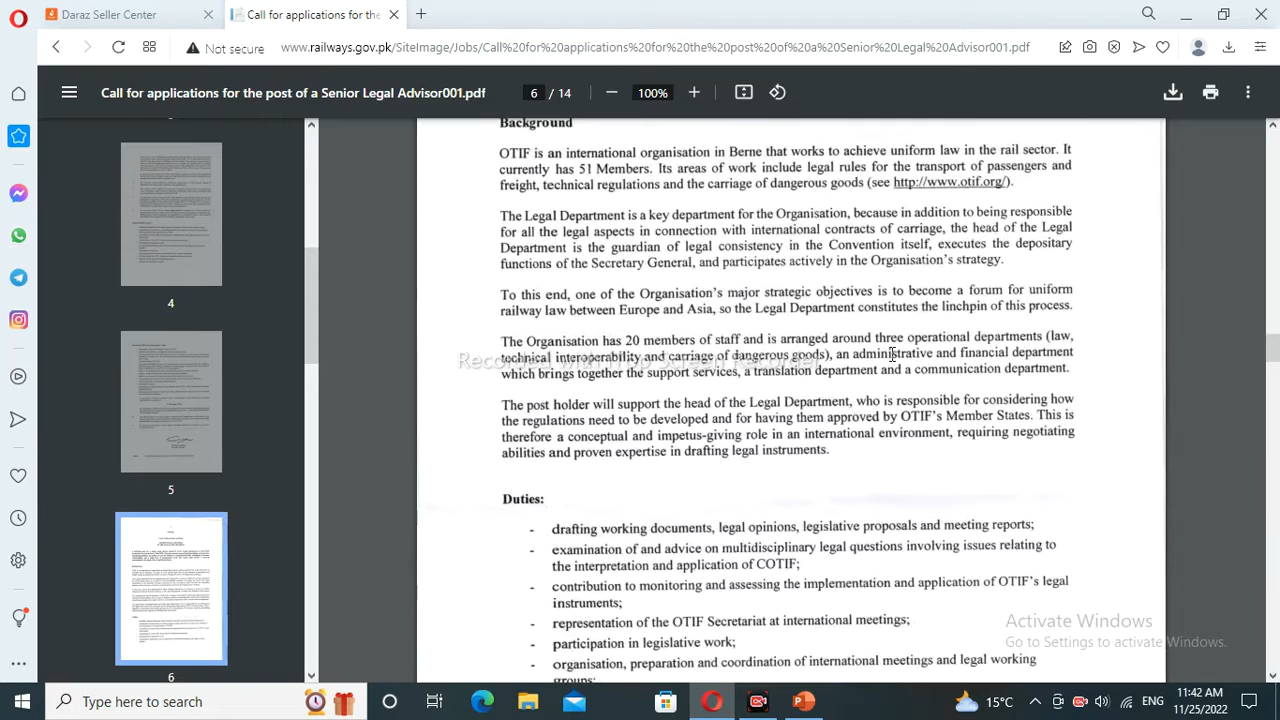 Daraz Seller Center
Call for applications for the
Not secure
www.railways.gov.pk/SiteImage/Jobs/Call%20for%20applications%20for%20the%20post%20of%20a%20Senior%20Legal%20Advisor001.pdf
Call for applications for the post of a Senior Legal Advisor001.pdf
6 / 14
100%
4
5
6
Background
OTIF is an international organisation in Berne that works to achieve uniform law in the rail sector. It
currently has 51 Members. Its areas of work include legal rules for the transport of passengers and
freight, technical regulations and the carriage of dangerous goods (see http://www.otif.org/).
The Legal Department is a key department for the Organisation, because in addition to being responsible
for all the legal aspects in connection with international contracts of carriage, the head of the Legal
Department is the guardian of legal consistency in the Convention itself, executes the depositary
functions of the Secretary General, and participates actively in the Organisation's strategy.
To this end, one of the Organisation's major strategic objectives is to become a forum for uniform
railway law between Europe and Asia, so the Legal Department constitutes the linchpin of this process.
The Organisation has 20 members of staff and is arranged around three operational departments (law,
technical interoperability and carriage of dangerous goods), an administrative and financial department
which brings together the support services, a translation department and a communication department.
The post holder will support the head of the Legal Department, who is responsible for considering how
the regulations need to be developed and for having them approved by OTIF's Member States. This is
therefore a conceptual and impetus-giving role in an international environment, requiring negotiating
abilities and proven expertise in drafting legal instruments.
Duties:
- drafting working documents, legal opinions, legislative proposals and meeting reports;
- examination of and advice on multidisciplinary legal questions involving issues relating to
the interpretation and application of COTIF;
- contribution to monitoring and assessing the implementation and application of OTIF's legal
instruments;
- representation of the OTIF Secretariat at international meetings;
- participation in legislative work;
- organisation, preparation and coordination of international meetings and legal working
groups;
Activate Windows
Go to Settings to activate Windows.
Type here to search
15°C
ENG
11:42 AM
11/25/2022